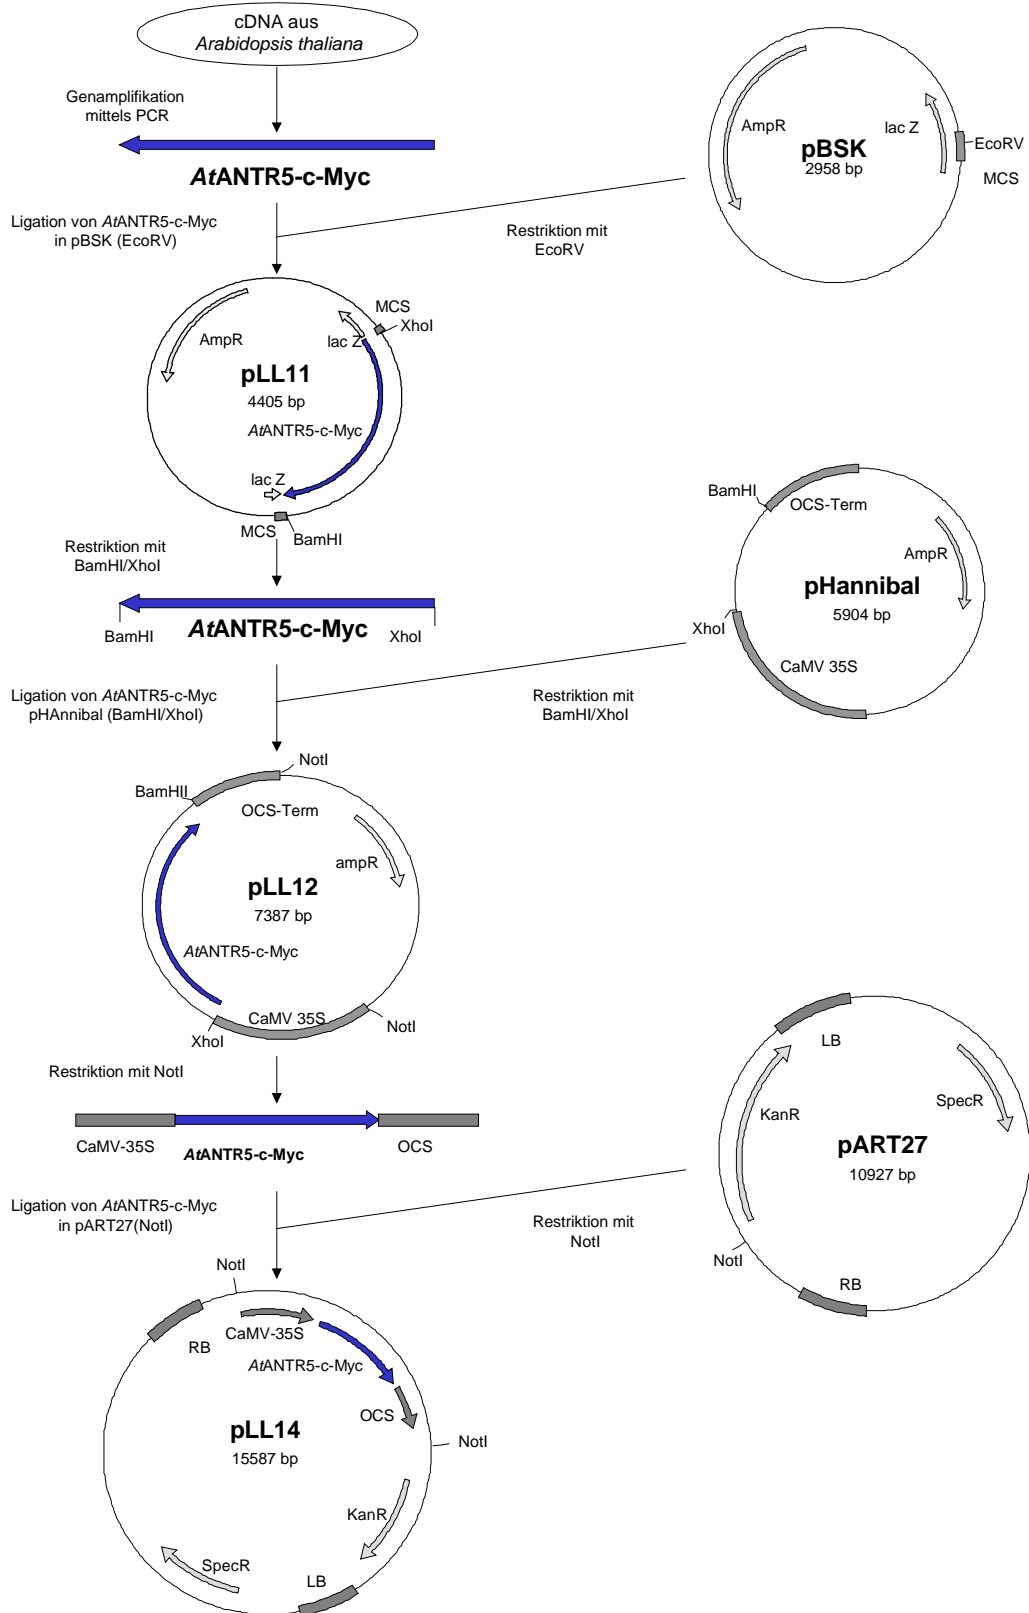 cDNA aus
Arabidopsis thaliana
Genamplifikation
mittels PCR
AtANTR5-c-Myc
AmpR
lac Z
pBSK
2958 bp
EcoRV
MCS
Ligation von AtANTR5-c-Myc
in pBSK (EcoRV)
Restriktion mit
EcoRV
MCS
XhoI
AmpR
lac Z
pLL11
4405 bp
AtANTR5-c-Myc
lac Z
MCS
BamHI
BamHI
OCS-Term
AmpR
pHannibal
5904 bp
XhoI
CaMV 35S
Restriktion mit
BamHI/XhoI
BamHI
AtANTR5-c-Myc
XhoI
Ligation von AtANTR5-c-Myc
pHAnnibal (BamHI/XhoI)
Restriktion mit
BamHI/XhoI
NotI
BamHII
OCS-Term
ampR
pLL12
7387 bp
AtANTR5-c-Myc
CaMV 35S
XhoI
NotI
Restriktion mit NotI
CaMV-35S
AtANTR5-c-Myc
OCS
LB
KanR
SpecR
pART27
10927 bp
NotI
RB
Ligation von AtANTR5-c-Myc
in pART27(NotI)
Restriktion mit
NotI
NotI
RB
CaMV-35S
AtANTR5-c-Myc
OCS
pLL14
15587 bp
NotI
KanR
SpecR
LB